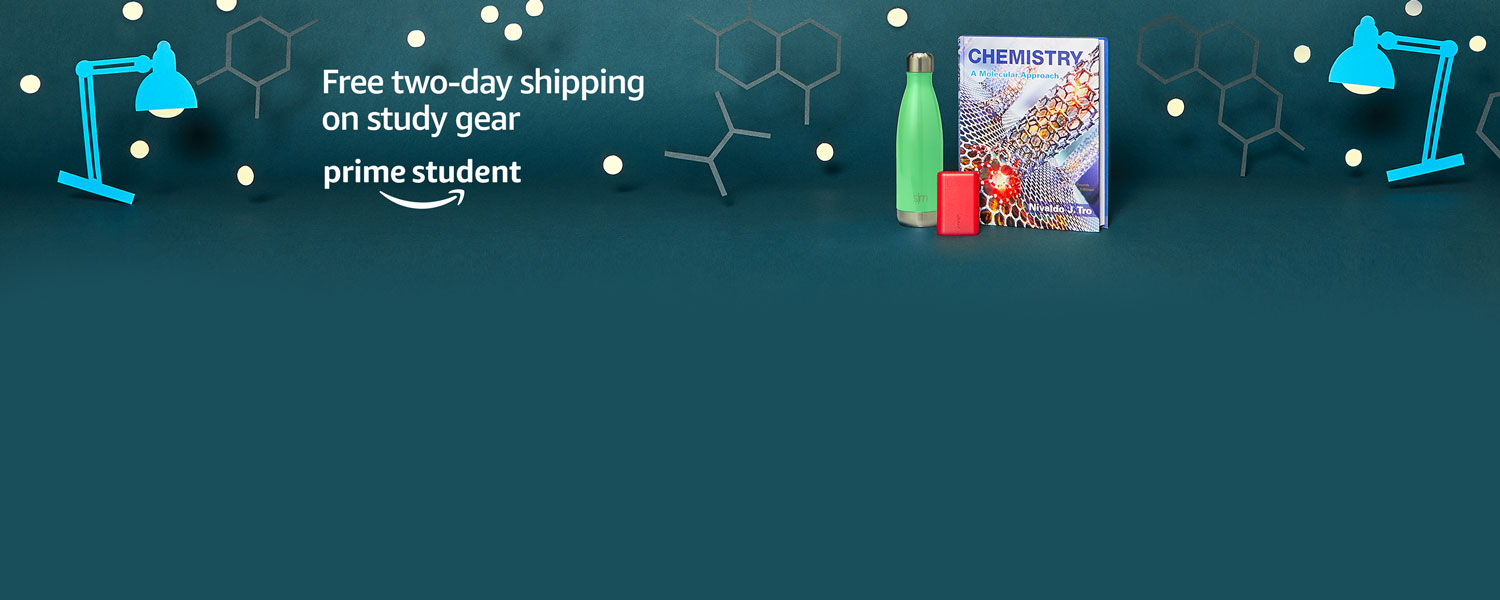 Free two-day shipping
on study gear
prime student
CHEMISTRY
A Molecular Approach
Nivaldo J. Tro